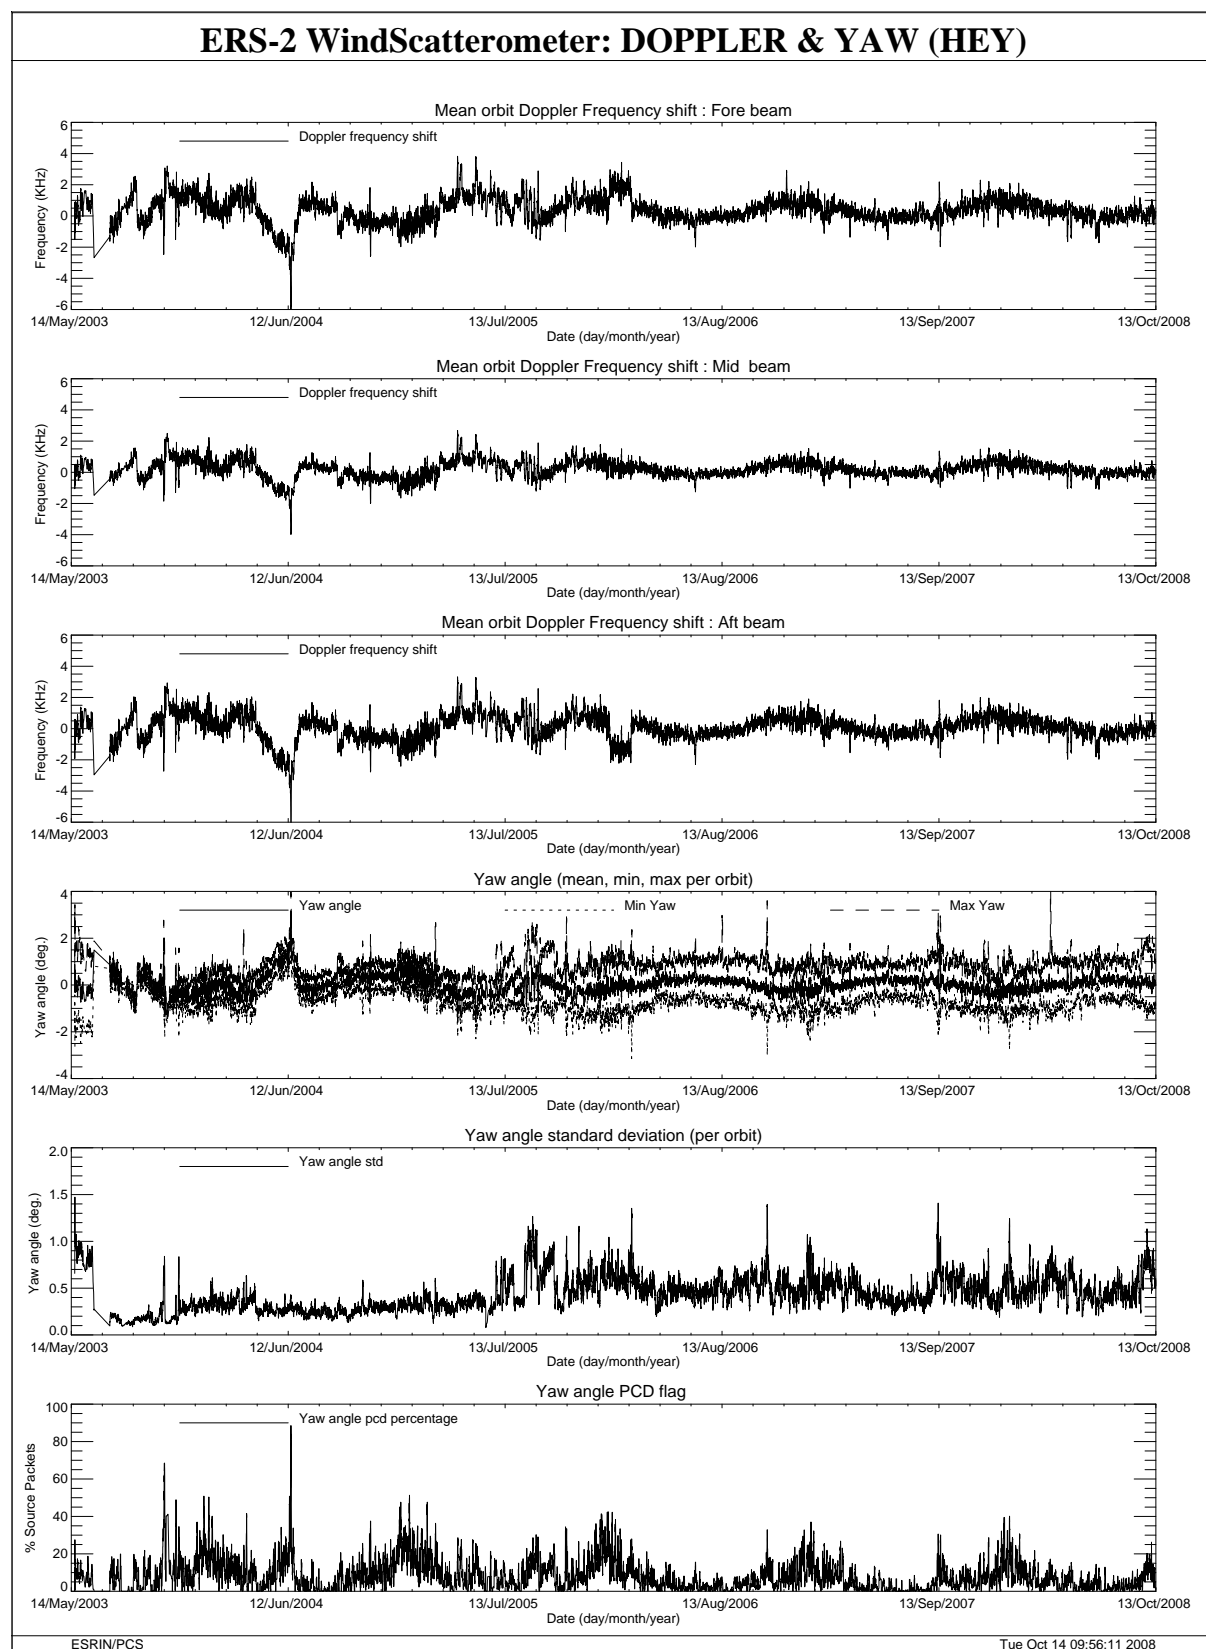 ERS-2 WindScatterometer: DOPPLER & YAW (HEY)
Mean orbit Doppler Frequency shift : Fore beam
Doppler frequency shift
Frequency (KHz)
6
4
2
0
-2
-4
-6
14/May/2003 12/Jun/2004 13/Jul/2005 13/Aug/2006 13/Sep/2007 13/Oct/2008
Date (day/month/year)
Mean orbit Doppler Frequency shift : Mid beam
Doppler frequency shift
Frequency (KHz)
6
4
2
0
-2
-4
-6
14/May/2003 12/Jun/2004 13/Jul/2005 13/Aug/2006 13/Sep/2007 13/Oct/2008
Date (day/month/year)
Mean orbit Doppler Frequency shift : Aft beam
Doppler frequency shift
Frequency (KHz)
6
4
2
0
-2
-4
-6
14/May/2003 12/Jun/2004 13/Jul/2005 13/Aug/2006 13/Sep/2007 13/Oct/2008
Date (day/month/year)
Yaw angle (mean, min, max per orbit)
Yaw angle Min Yaw Max Yaw
Yaw angle (deg.)
4
2
0
-2
-4
14/May/2003 12/Jun/2004 13/Jul/2005 13/Aug/2006 13/Sep/2007 13/Oct/2008
Date (day/month/year)
Yaw angle standard deviation (per orbit)
Yaw angle std
Yaw angle (deg.)
2.0
1.5
1.0
0.5
0.0
14/May/2003 12/Jun/2004 13/Jul/2005 13/Aug/2006 13/Sep/2007 13/Oct/2008
Date (day/month/year)
Yaw angle PCD flag
Yaw angle pcd percentage
% Source Packets
100
80
60
40
20
0
14/May/2003 12/Jun/2004 13/Jul/2005 13/Aug/2006 13/Sep/2007 13/Oct/2008
Date (day/month/year)
ESRIN/PCS Tue Oct 14 09:56:11 2008